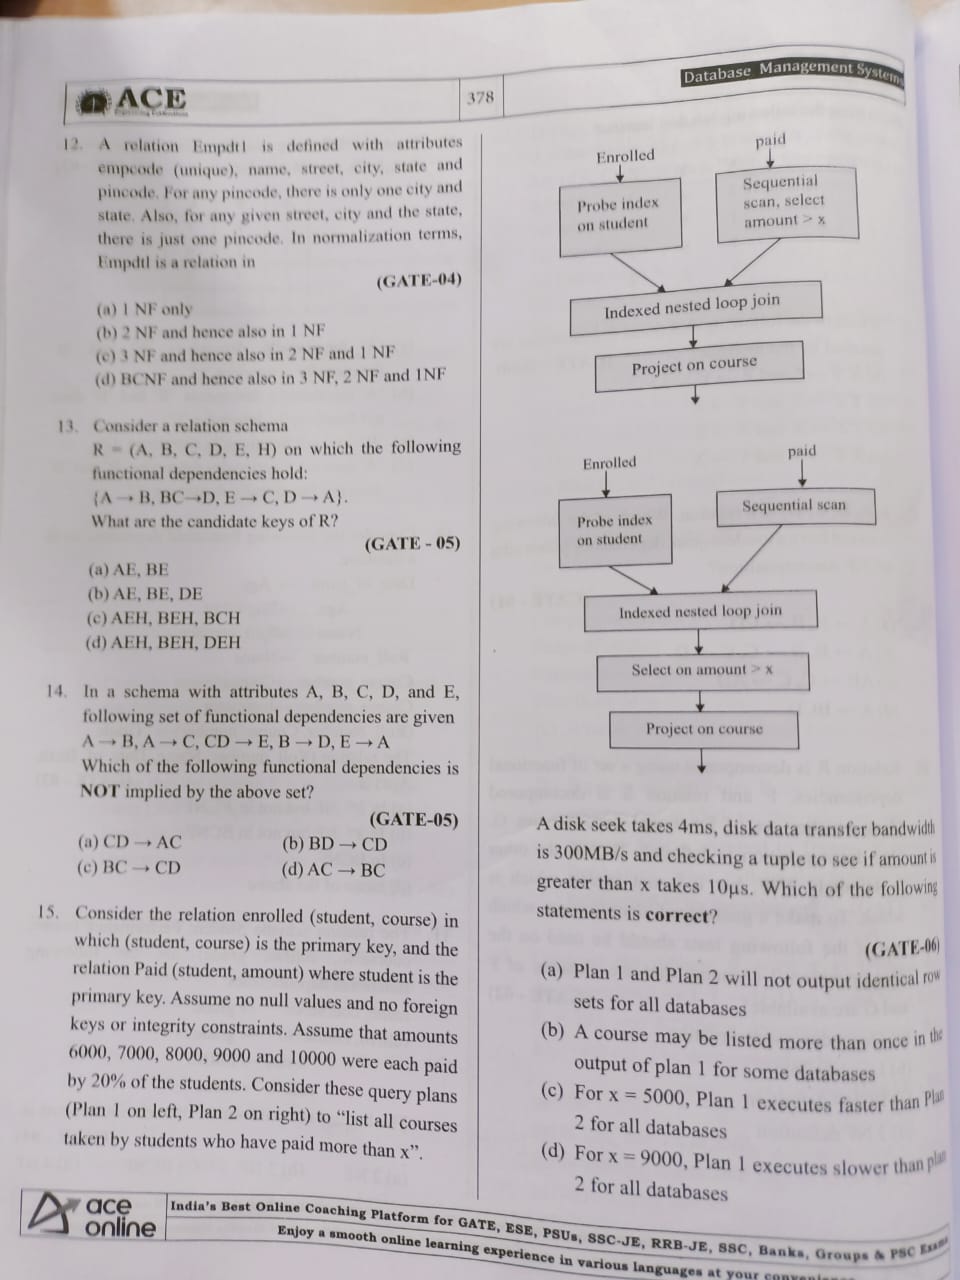 ACE
Engineering Publications
378
Database Management Systems
12. A relation Empdtl is defined with attributes
empcode (unique), name, street, city, state and
pincode. For any pincode, there is only one city and
state. Also, for any given street, city and the state,
there is just one pincode. In normalization terms,
Empdtl is a relation in
(GATE-04)
(a) 1 NF only
(b) 2 NF and hence also in 1 NF
(c) 3 NF and hence also in 2 NF and 1 NF
(d) BCNF and hence also in 3 NF, 2 NF and 1NF
13. Consider a relation schema
R = (A, B, C, D, E, H) on which the following
functional dependencies hold:
{A → B, BC→D, E → C, D → A}.
What are the candidate keys of R?
(GATE - 05)
(a) AE, BE
(b) AE, BE, DE
(c) AEH, BEH, BCH
(d) AEH, BEH, DEH
14. In a schema with attributes A, B, C, D, and E,
following set of functional dependencies are given
A → B, A → C, CD → E, B → D, E → A
Which of the following functional dependencies is
NOT implied by the above set?
(GATE-05)
(a) CD → AC (b) BD → CD
(c) BC → CD (d) AC → BC
15. Consider the relation enrolled (student, course) in
which (student, course) is the primary key, and the
relation Paid (student, amount) where student is the
primary key. Assume no null values and no foreign
keys or integrity constraints. Assume that amounts
6000, 7000, 8000, 9000 and 10000 were each paid
by 20% of the students. Consider these query plans
(Plan 1 on left, Plan 2 on right) to “list all courses
taken by students who have paid more than x”.
Enrolled
paid
Probe index
on student
Sequential
scan, select
amount > x
Indexed nested loop join
Project on course
Enrolled
paid
Probe index
on student
Sequential scan
Indexed nested loop join
Select on amount > x
Project on course
A disk seek takes 4ms, disk data transfer bandwidth
is 300MB/s and checking a tuple to see if amount is
greater than x takes 10μs. Which of the following
statements is correct?
(GATE-06)
(a) Plan 1 and Plan 2 will not output identical row
sets for all databases
(b) A course may be listed more than once in the
output of plan 1 for some databases
(c) For x = 5000, Plan 1 executes faster than Plan
2 for all databases
(d) For x = 9000, Plan 1 executes slower than plan
2 for all databases
ace
online
India's Best Online Coaching Platform for GATE, ESE, PSUs, SSC-JE, RRB-JE, SSC, Banks, Groups & PSC Exams
Enjoy a smooth online learning experience in various languages at your